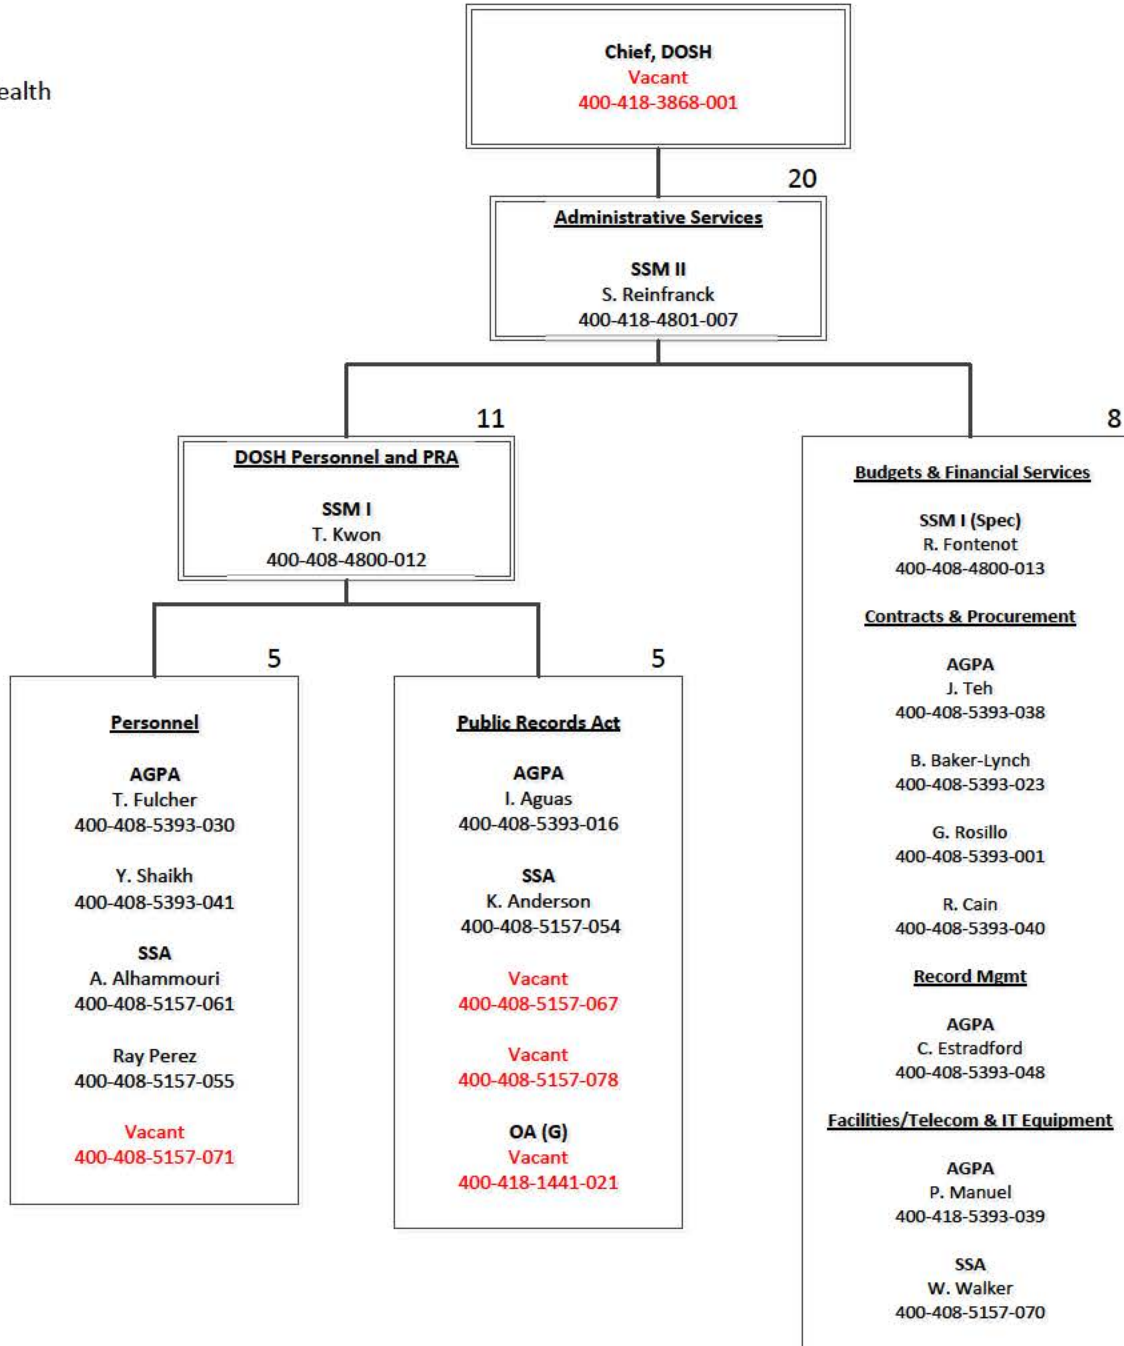 ealth
Chief, DOSH
Vacant
400-418-3868-001
20
Administrative Services
SSM II
S. Reinfranck
400-418-4801-007
11
DOSH Personnel and PRA
SSM I
T. Kwon
400-408-4800-012
5
Personnel
AGPA
T. Fulcher
400-408-5393-030
Y. Shaikh
400-408-5393-041
SSA
A. Alhammouri
400-408-5157-061
Ray Perez
400-408-5157-055
Vacant
400-408-5157-071
5
Public Records Act
AGPA
I. Aguas
400-408-5393-016
SSA
K. Anderson
400-408-5157-054
Vacant
400-408-5157-067
Vacant
400-408-5157-078
OA (G)
Vacant
400-418-1441-021
8
Budgets & Financial Services
SSM I (Spec)
R. Fontenot
400-408-4800-013
Contracts & Procurement
AGPA
J. Teh
400-408-5393-038
B. Baker-Lynch
400-408-5393-023
G. Rosillo
400-408-5393-001
R. Cain
400-408-5393-040
Record Mgmt
AGPA
C. Estradford
400-408-5393-048
Facilities/Telecom & IT Equipment
AGPA
P. Manuel
400-418-5393-039
SSA
W. Walker
400-408-5157-070